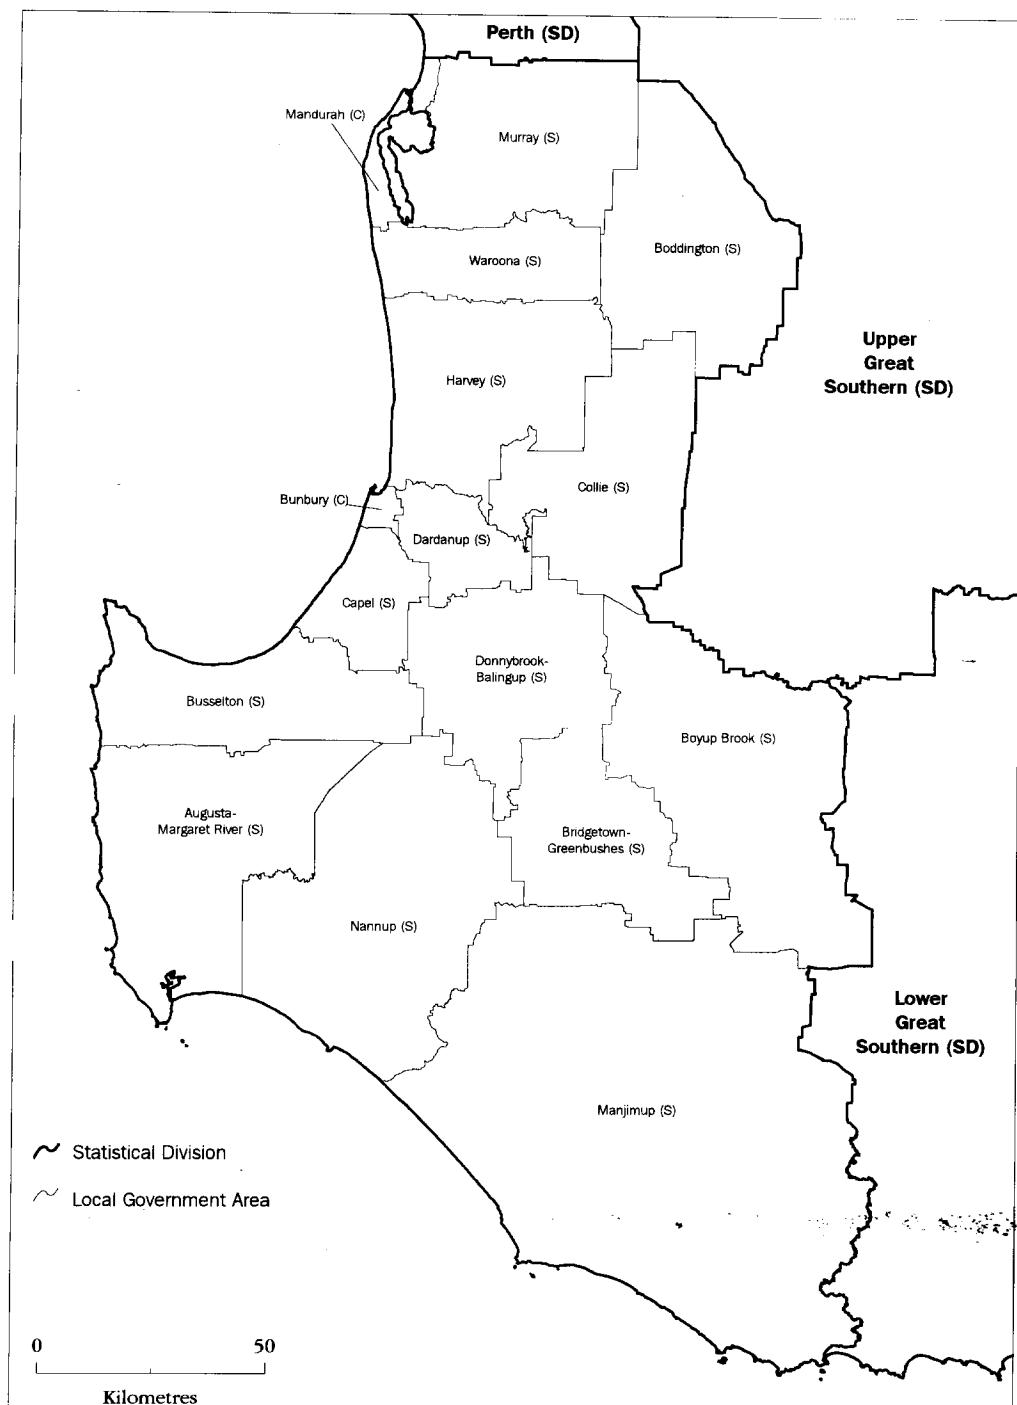 Perth (SD)
Mandurah (C)
Murray (S)
Boddington (S)
Waroona (S)
Upper
Great
Southern (SD)
Harvey (S)
Collie (S)
Bunbury (C)
Dardanup (S)
Capel (S)
Donnybrook-
Balingup (S)
Busselton (S)
Boyup Brook (S)
Augusta-
Margaret River (S)
Bridgetown-
Greenbushes (S)
Nannup (S)
Lower
Great
Southern (SD)
Manjimup (S)
Statistical Division
Local Government Area
0 50
Kilometres